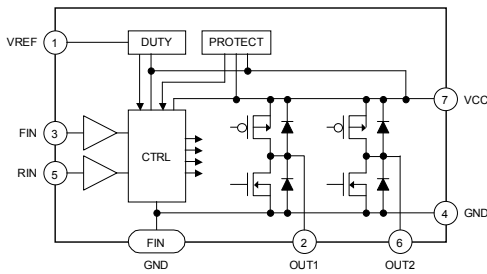 DUTY
PROTECT
VREF 1
7 VCC
FIN 3
CTRL
RIN 5
4 GND
FIN
2
6
GND
OUT1
OUT2